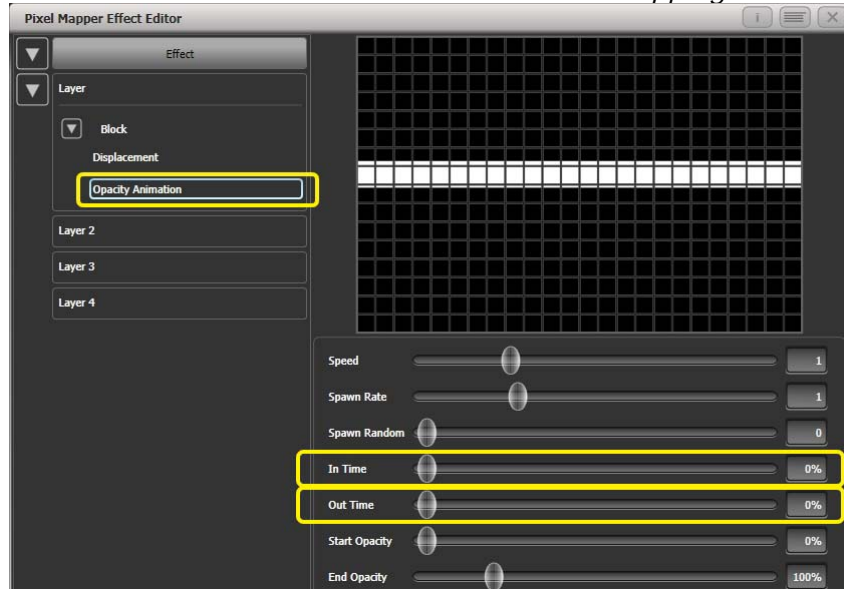 Pixel Mapper Effect Editor
Effect
Layer
Block
Displacement
Opacity Animation
Layer 2
Layer 3
Layer 4
Speed 1
Spawn Rate 1
Spawn Random 0
In Time 0%
Out Time 0%
Start Opacity 0%
End Opacity 100%